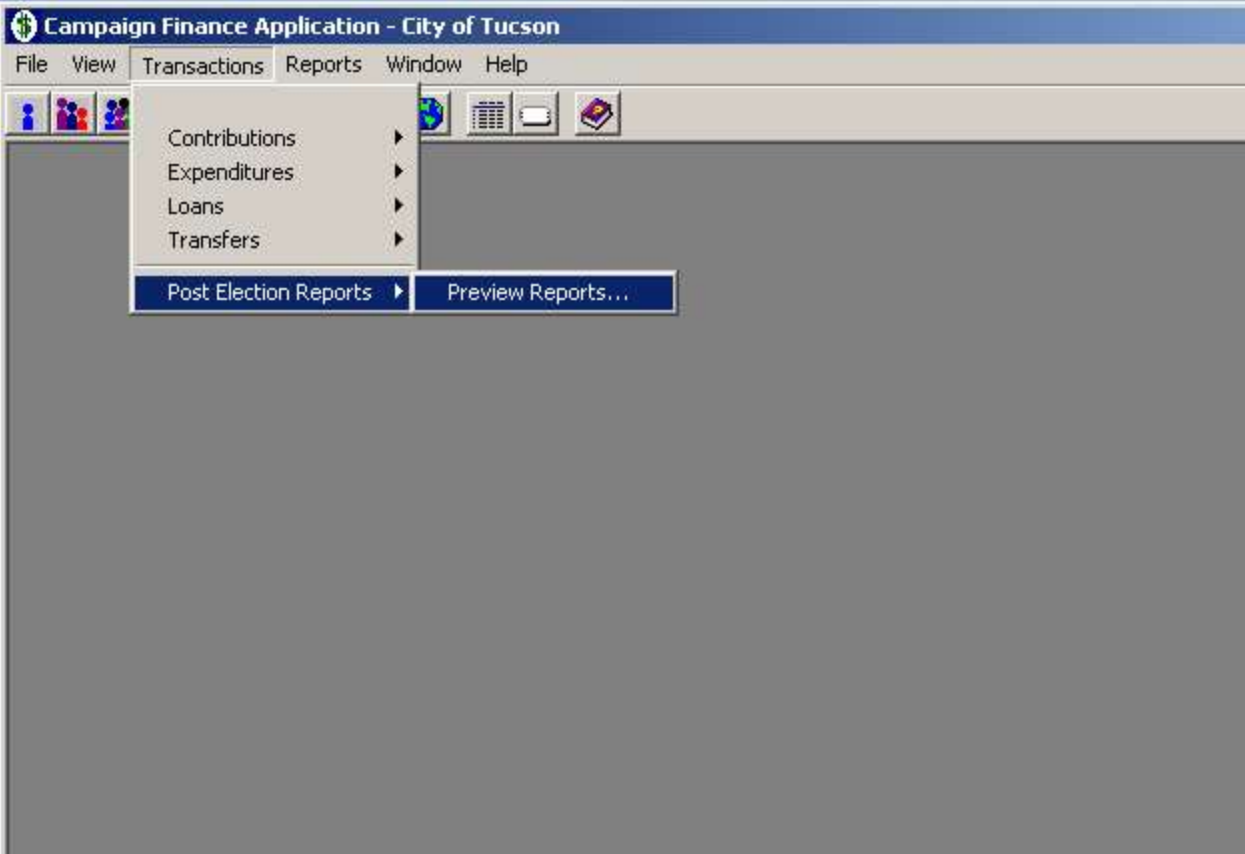 Campaign Finance Application - City of Tucson
File View Transactions Reports Window Help
Contributions
Expenditures
Loans
Transfers
Post Election Reports Preview Reports...